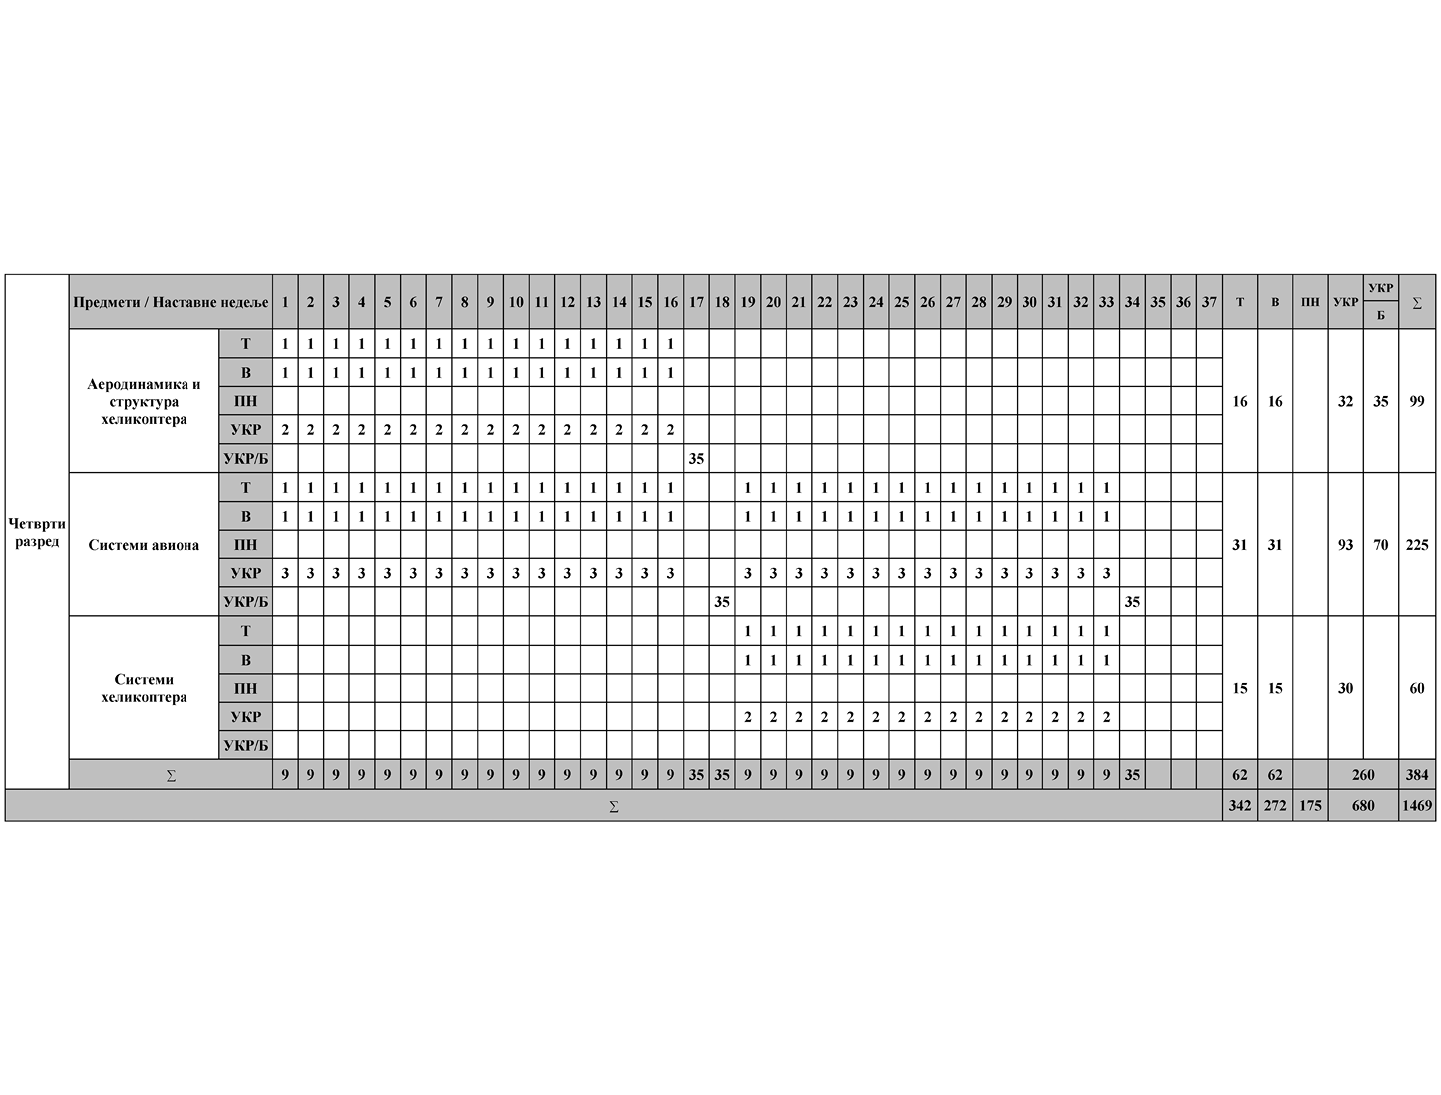 Предмети / Наставне недеље 1 2 3 4 5 6 7 8 9 10 11 12 13 14 15 16 17 18 19 20 21 22 23 24 25 26 27 28 29 30 31 32 33 34 35 36 37 Т В ПН УКР УКР Б ∑
Четврти
разред
Аеродинамика и
структура
хеликоптера
Т 1 1 1 1 1 1 1 1 1 1 1 1 1 1 1 1
В 1 1 1 1 1 1 1 1 1 1 1 1 1 1 1 1
ПН
УКР 2 2 2 2 2 2 2 2 2 2 2 2 2 2 2 2
УКР/Б 35
16 16 32 35 99
Системи авиона
Т 1 1 1 1 1 1 1 1 1 1 1 1 1 1 1 1 1 1 1 1 1 1 1 1 1 1 1 1 1 1 1
В 1 1 1 1 1 1 1 1 1 1 1 1 1 1 1 1 1 1 1 1 1 1 1 1 1 1 1 1 1 1 1
ПН
УКР 3 3 3 3 3 3 3 3 3 3 3 3 3 3 3 3 3 3 3 3 3 3 3 3 3 3 3 3 3 3 3
УКР/Б 35 35
31 31 93 70 225
Системи
хеликоптера
Т 1 1 1 1 1 1 1 1 1 1 1 1 1 1 1
В 1 1 1 1 1 1 1 1 1 1 1 1 1 1 1
ПН
УКР 2 2 2 2 2 2 2 2 2 2 2 2 2 2 2
УКР/Б
15 15 30 60
∑ 9 9 9 9 9 9 9 9 9 9 9 9 9 9 9 9 35 35 9 9 9 9 9 9 9 9 9 9 9 9 9 9 9 35 62 62 260 384
∑ 342 272 175 680 1469